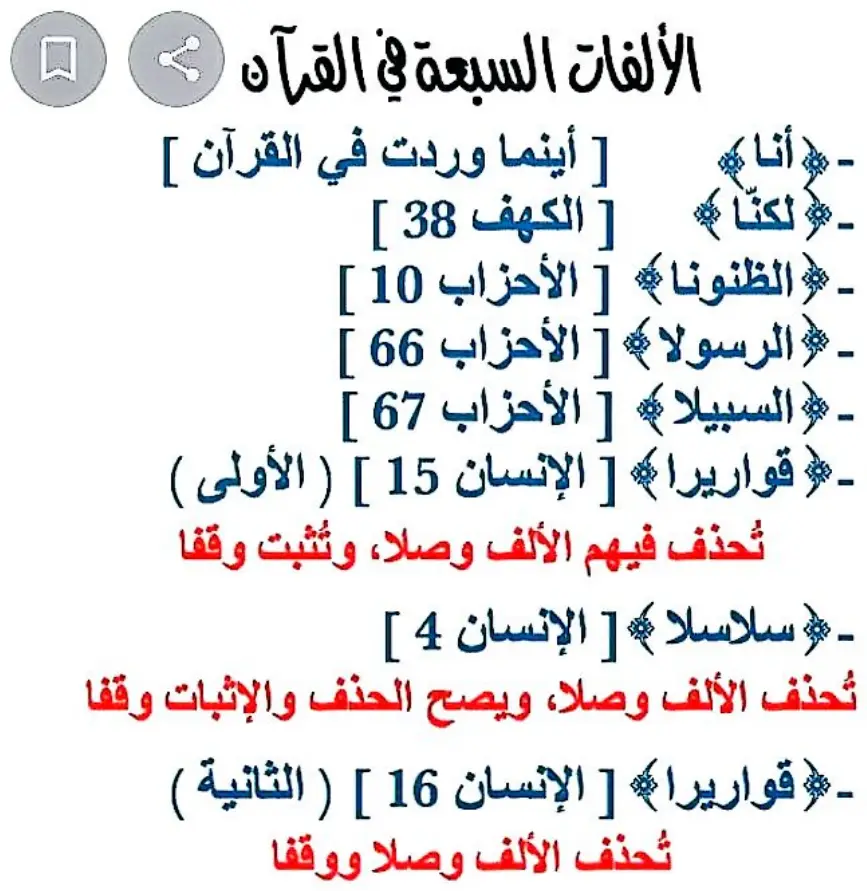 الألفات السبعة في القرآن
- ﴿أنا﴾ [ أينما وردت في القرآن ]
- ﴿لكنّا﴾ [ الكهف 38 ]
- ﴿الظنونا﴾ [ الأحزاب 10 ]
- ﴿الرسولا﴾ [ الأحزاب 66 ]
- ﴿السبيلا﴾ [ الأحزاب 67 ]
- ﴿قواريرا﴾ [ الإنسان 15 ] ( الأولى )
تُحذف فيهم الألف وصلا، وتُثبت وقفا
- ﴿سلاسلا﴾ [ الإنسان 4 ]
تُحذف الألف وصلا، ويصح الحذف والإثبات وقفا
- ﴿قواريرا﴾ [ الإنسان 16 ] ( الثانية )
تُحذف الألف وصلا ووقفا